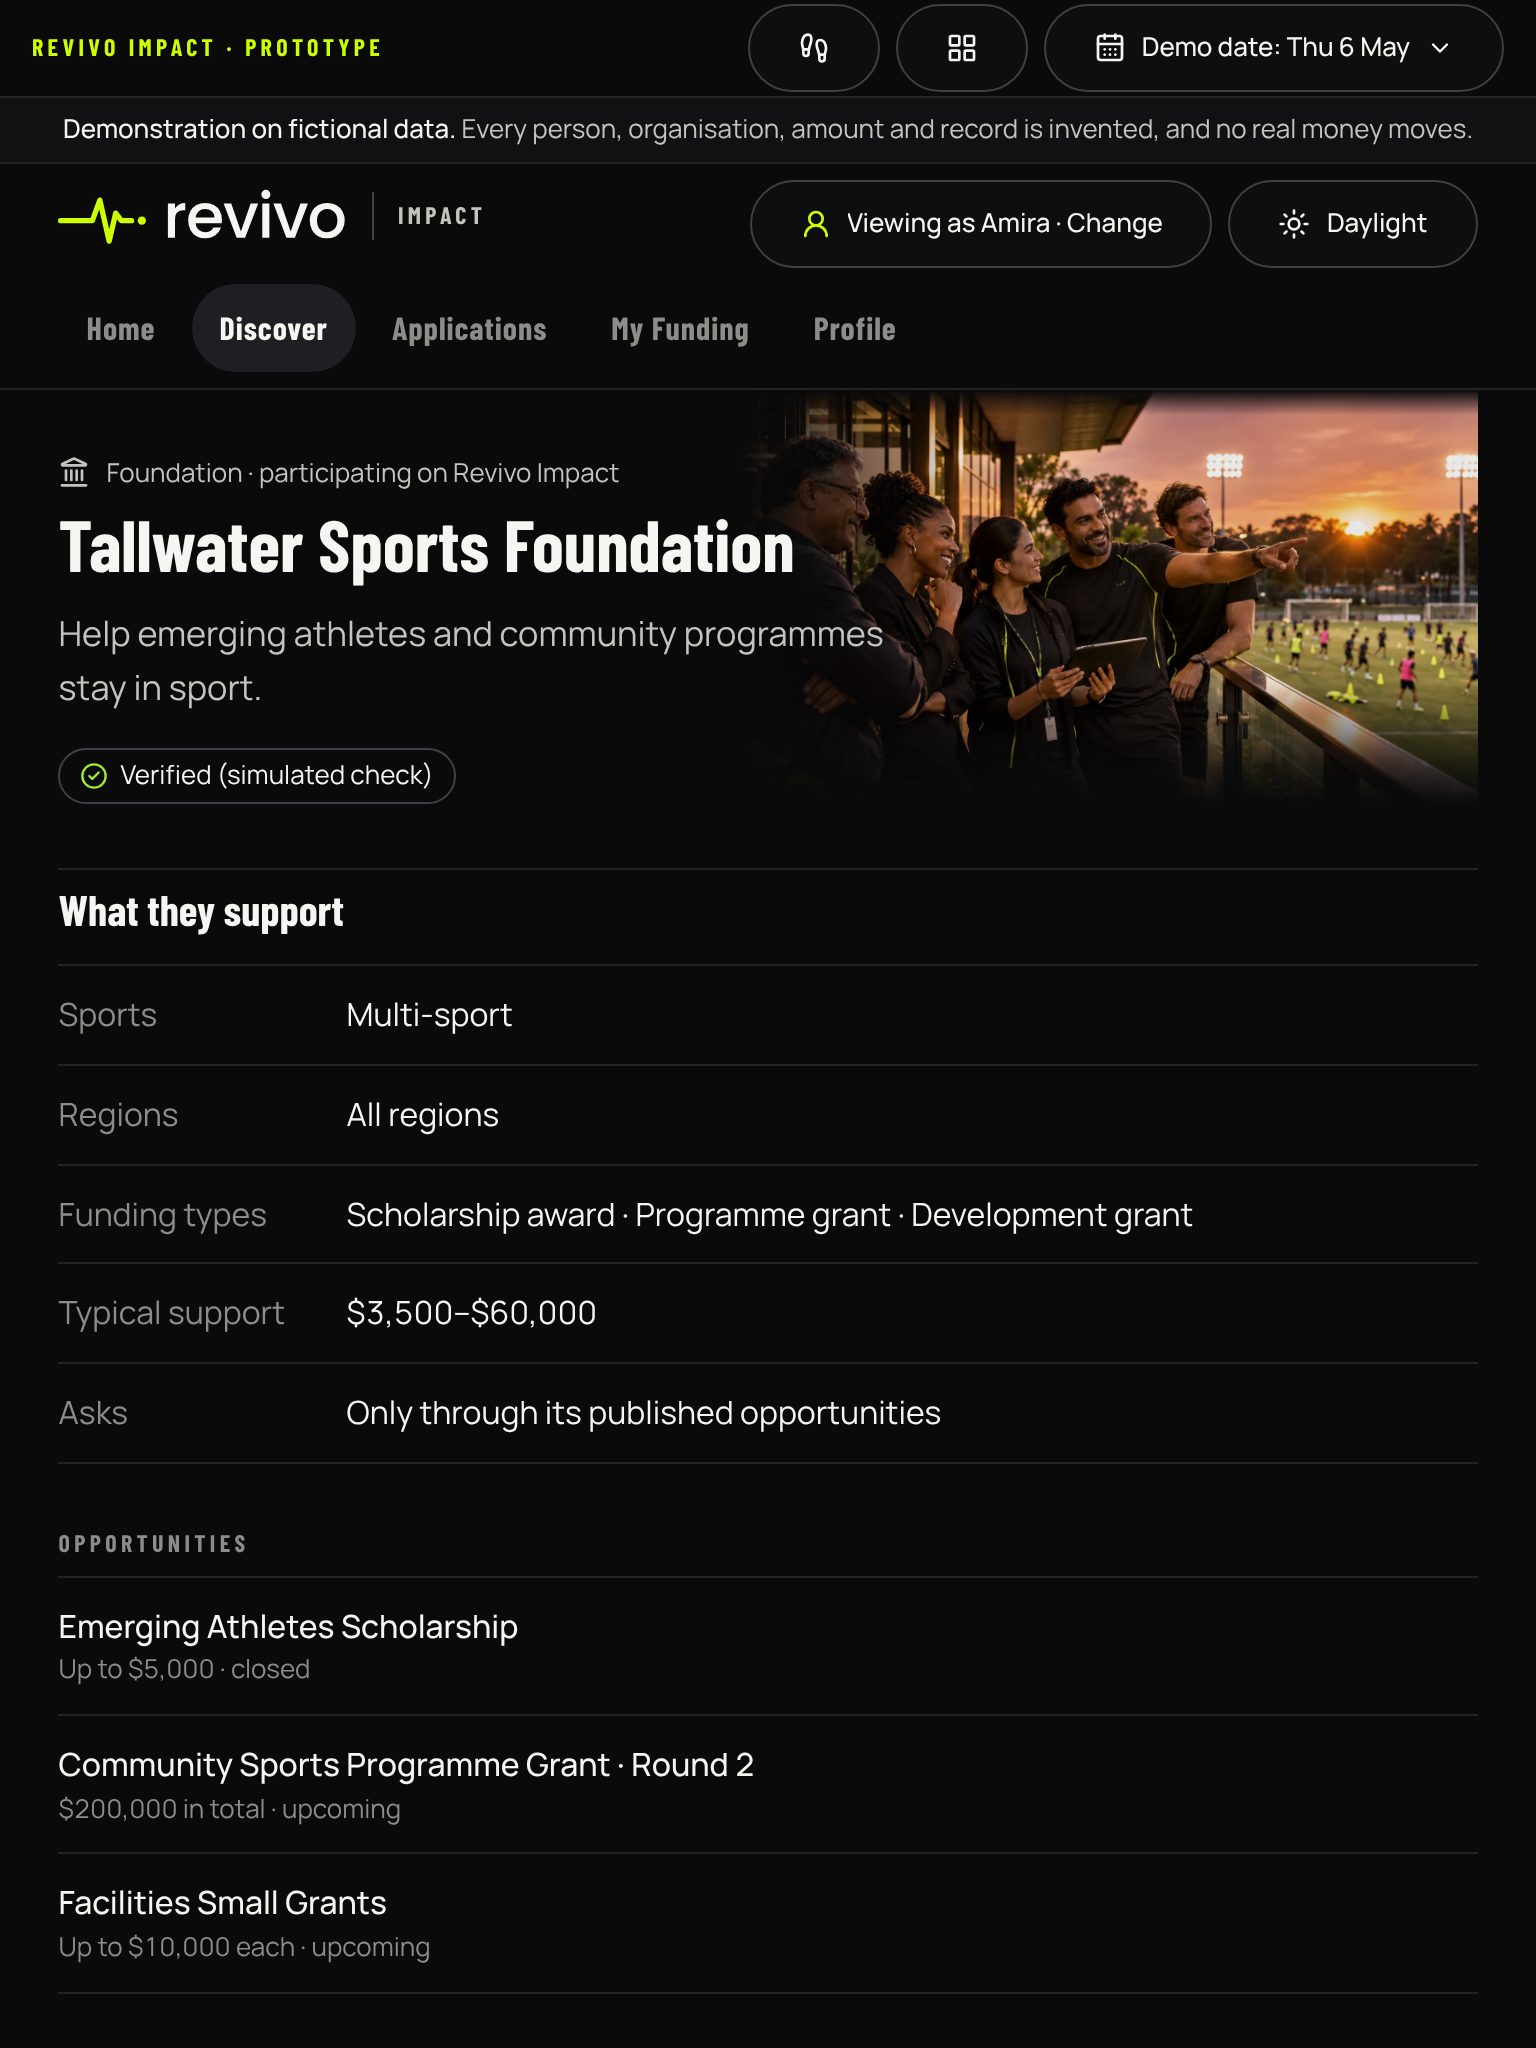 REVIVO IMPACT · PROTOTYPE
Demo date: Thu 6 May
Demonstration on fictional data. Every person, organisation, amount and record is invented, and no real money moves.
revivo IMPACT
Viewing as Amira · Change
Daylight
Home Discover Applications My Funding Profile
Foundation · participating on Revivo Impact
Tallwater Sports Foundation
Help emerging athletes and community programmes
stay in sport.
Verified (simulated check)
What they support
Sports Multi-sport
Regions All regions
Funding types Scholarship award · Programme grant · Development grant
Typical support $3,500–$60,000
Asks Only through its published opportunities
OPPORTUNITIES
Emerging Athletes Scholarship
Up to $5,000 · closed
Community Sports Programme Grant · Round 2
$200,000 in total · upcoming
Facilities Small Grants
Up to $10,000 each · upcoming